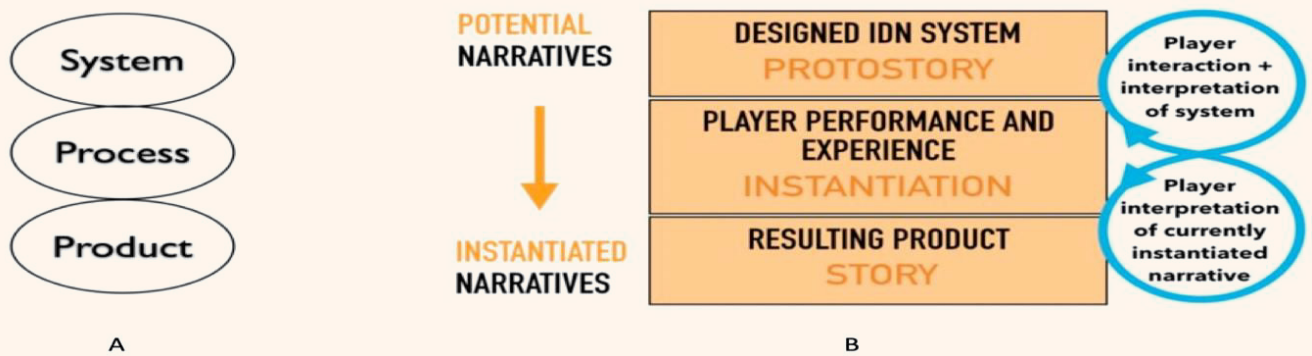 System
Process
Product
A
POTENTIAL
NARRATIVES
INSTANTIATED
NARRATIVES
DESIGNED IDN SYSTEM
PROTOSTORY
PLAYER PERFORMANCE AND
EXPERIENCE
INSTANTIATION
RESULTING PRODUCT
STORY
Player
interaction +
interpretation
of system
Player
interpretation
of currently
instantiated
narrative
B